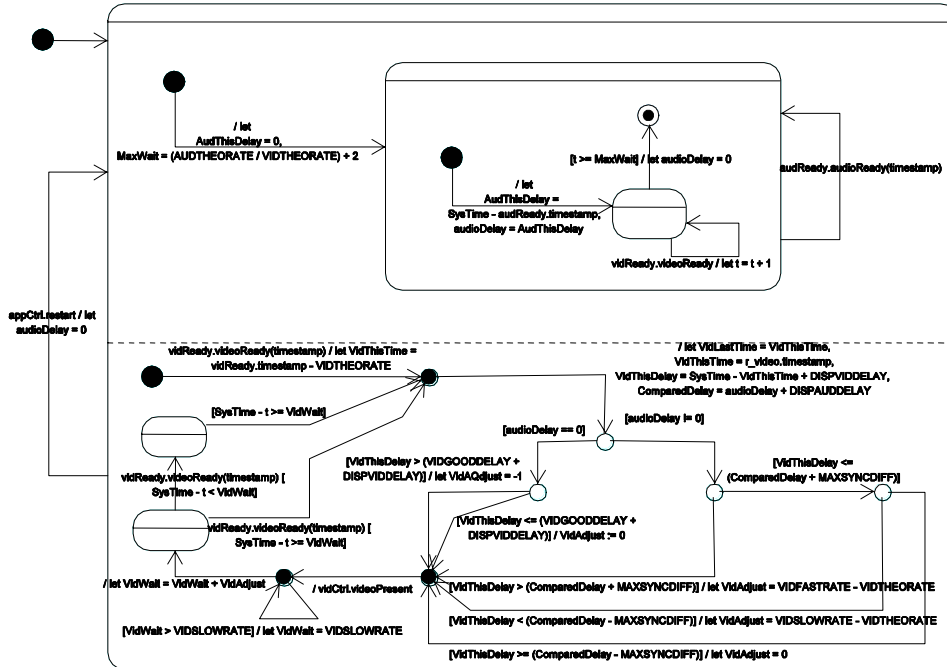 / let
AudThisDelay = 0,
MaxWait = (AUDTHEORATE / VIDTHEORATE) + 2
[t >= MaxWait] / let audioDelay = 0
audReady.audioReady(timestamp)
/ let
AudThisDelay =
SysTime - audReady.timestamp,
audioDelay = AudThisDelay
vidReady.videoReady / let t = t + 1
appCtrl.restart / let
audioDelay = 0
vidReady.videoReady(timestamp) / let VidThisTime =
vidReady.timestamp - VIDTHEORATE
/ let VidLastTime = VidThisTime,
VidThisTime = r_video.timestamp,
VidThisDelay = SysTime - VidThisTime + DISPVIDDELAY,
ComparedDelay = audioDelay + DISPAUDDELAY
[SysTime - t >= VidWait]
[audioDelay == 0]
[audioDelay != 0]
[VidThisDelay > (VIDGOODDELAY +
DISPVIDDELAY)] / let VidAQdjust = -1
[VidThisDelay <=
(ComparedDelay + MAXSYNCDIFF)]
vidReady.videoReady(timestamp) [
SysTime - t < VidWait]
vidReady.videoReady(timestamp) [
SysTime - t >= VidWait]
[VidThisDelay <= (VIDGOODDELAY +
DISPVIDDELAY)] / VidAdjust := 0
/ let VidWait = VidWait + VidAdjust
/ vidCtrl.videoPresent
[VidThisDelay > (ComparedDelay + MAXSYNCDIFF)] / let VidAdjust = VIDFASTRATE - VIDTHEORATE
[VidThisDelay < (ComparedDelay - MAXSYNCDIFF)] / let VidAdjust = VIDSLOWRATE - VIDTHEORATE
[VidWait > VIDSLOWRATE] / let VidWait = VIDSLOWRATE
[VidThisDelay >= (ComparedDelay - MAXSYNCDIFF)] / let VidAdjust = 0